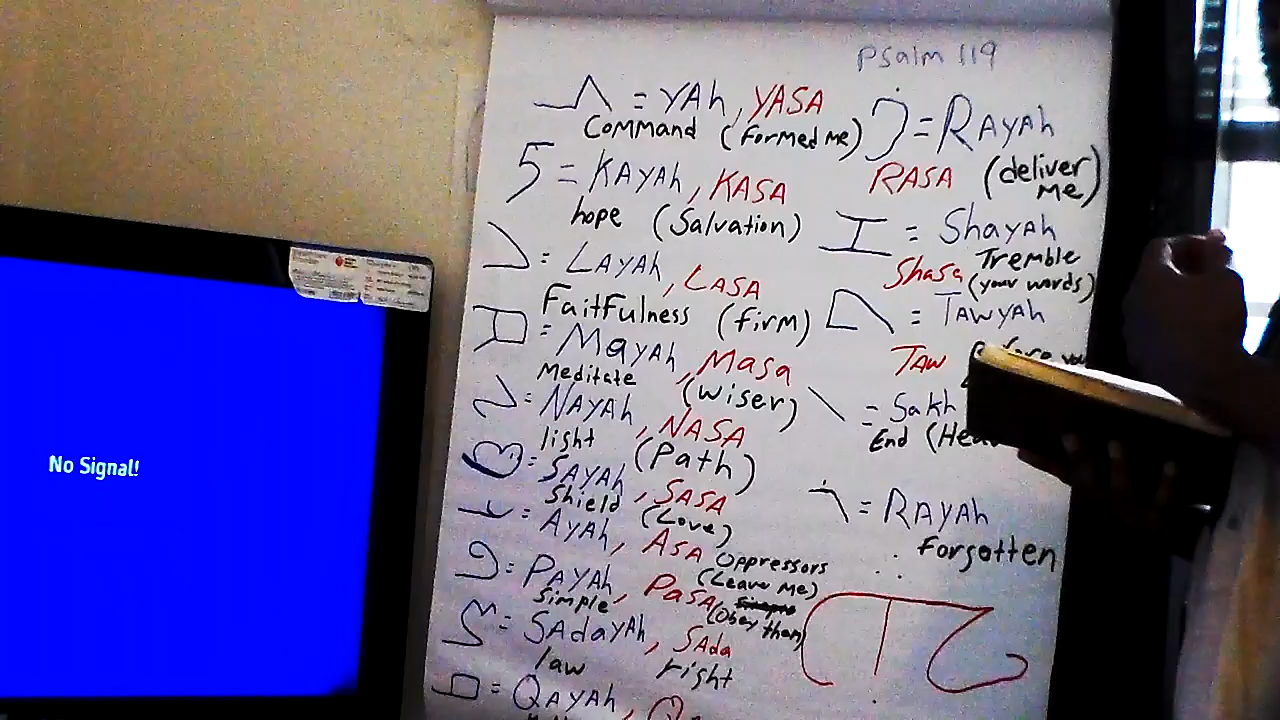 Psalm 119
= YAh, YASA
Command (formed me)
5 = KAYAh, KASA
hope (Salvation)
= LAYAh, LASA
Faithfulness (firm)
= MAYAh, Masa
Meditate (wiser)
= NAYAh, NASA
light (Path)
= SAYAh, SASA
Shield (Love)
= AYAh, ASA Oppressors
(Leave Me)
= PAYAh, PASA
Simple (Obey them)
= SAdAYAh, SAda
law right
= QAYAh,
= RAYAh
RASA (deliver me)
= ShAYAh
Tremble
Shasa (your words)
= TAWYAh
TAW
= SaKh
End
= RAYAh
forgotten
No Signal!